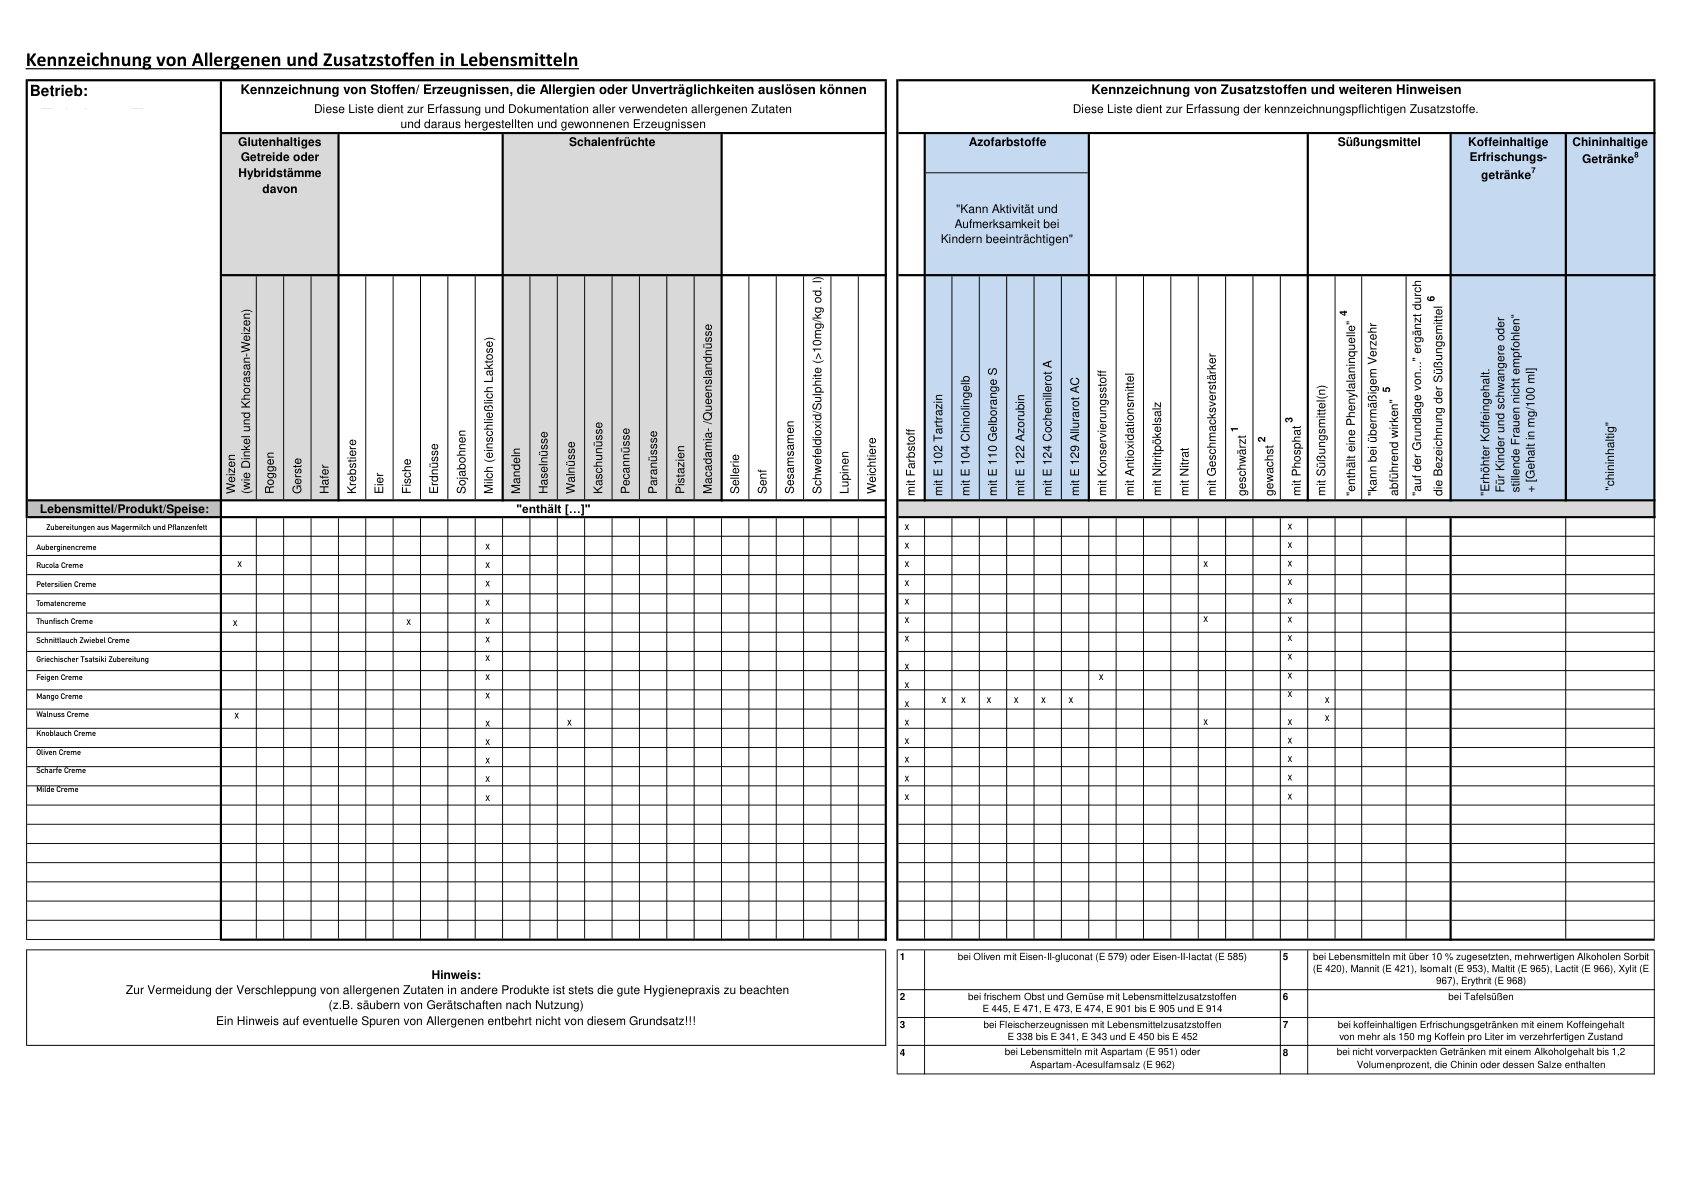 Kennzeichnung von Allergenen und Zusatzstoffen in Lebensmitteln
Betrieb:
Kennzeichnung von Stoffen/ Erzeugnissen, die Allergien oder Unverträglichkeiten auslösen können
Diese Liste dient zur Erfassung und Dokumentation aller verwendeten allergenen Zutaten
und daraus hergestellten und gewonnenen Erzeugnissen
Kennzeichnung von Zusatzstoffen und weiteren Hinweisen
Diese Liste dient zur Erfassung der kennzeichnungspflichtigen Zusatzstoffe.
Glutenhaltiges
Getreide oder
Hybridstämme
davon
Schalenfrüchte
Azofarbstoffe
"Kann Aktivität und
Aufmerksamkeit bei
Kindern beeinträchtigen"
Süßungsmittel
Koffeinhaltige
Erfrischungs-
getränke7
Chininhaltige
Getränke8
Weizen
(wie Dinkel und Khorasan-Weizen)
Roggen
Gerste
Hafer
Krebstiere
Eier
Fische
Erdnüsse
Sojabohnen
Milch (einschließlich Laktose)
Mandeln
Haselnüsse
Walnüsse
Kaschunüsse
Pecannüsse
Paranüsse
Pistazien
Macadamia- /Queenslandnüsse
Sellerie
Senf
Sesamsamen
Schwefeldioxid/Sulphite (>10mg/kg od. l)
Lupinen
Weichtiere
mit Farbstoff
mit E 102 Tartrazin
mit E 104 Chinolingelb
mit E 110 Gelborange S
mit E 122 Azorubin
mit E 124 Cochenillerot A
mit E 129 Allurarot AC
mit Konservierungsstoff
mit Antioxidationsmittel
mit Nitritpökelsalz
mit Nitrat
mit Geschmacksverstärker
geschwärzt 1
gewachst 2
mit Phosphat 3
mit Süßungsmittel(n)
"enthält eine Phenylalaninquelle" 4
"kann bei übermäßigem Verzehr
abführend wirken" 5
"auf der Grundlage von..." ergänzt durch
die Bezeichnung der Süßungsmittel 6
"Erhöhter Koffeingehalt.
Für Kinder und schwangere oder
stillende Frauen nicht empfohlen"
+ [Gehalt in mg/100 ml]
"chininhaltig"
Lebensmittel/Produkt/Speise:
"enthält [...]"
Zubereitungen aus Magermilch und Pflanzenfett x x
Auberginencreme x x x
Rucola Creme x x x x x
Petersilien Creme x x x
Tomatencreme x x x
Thunfisch Creme x x x x x x
Schnittlauch Zwiebel Creme x x x
Griechischer Tsatsiki Zubereitung x x x
Feigen Creme x x x x
Mango Creme x x x x x x x x x x
Walnuss Creme x x x x x x x
Knoblauch Creme x x x
Oliven Creme x x x
Scharfe Creme x x x
Milde Creme x x x
Hinweis:
Zur Vermeidung der Verschleppung von allergenen Zutaten in andere Produkte ist stets die gute Hygienepraxis zu beachten
(z.B. säubern von Gerätschaften nach Nutzung)
Ein Hinweis auf eventuelle Spuren von Allergenen entbehrt nicht von diesem Grundsatz!!!
1 bei Oliven mit Eisen-II-gluconat (E 579) oder Eisen-II-lactat (E 585)
5 bei Lebensmitteln mit über 10 % zugesetzten, mehrwertigen Alkoholen Sorbit
(E 420), Mannit (E 421), Isomalt (E 953), Maltit (E 965), Lactit (E 966), Xylit (E
967), Erythrit (E 968)
2 bei frischem Obst und Gemüse mit Lebensmittelzusatzstoffen
E 445, E 471, E 473, E 474, E 901 bis E 905 und E 914
6 bei Tafelsüßen
3 bei Fleischerzeugnissen mit Lebensmittelzusatzstoffen
E 338 bis E 341, E 343 und E 450 bis E 452
7 bei koffeinhaltigen Erfrischungsgetränken mit einem Koffeingehalt
von mehr als 150 mg Koffein pro Liter im verzehrfertigen Zustand
4 bei Lebensmitteln mit Aspartam (E 951) oder
Aspartam-Acesulfamsalz (E 962)
8 bei nicht vorverpackten Getränken mit einem Alkoholgehalt bis 1,2
Volumenprozent, die Chinin oder dessen Salze enthalten